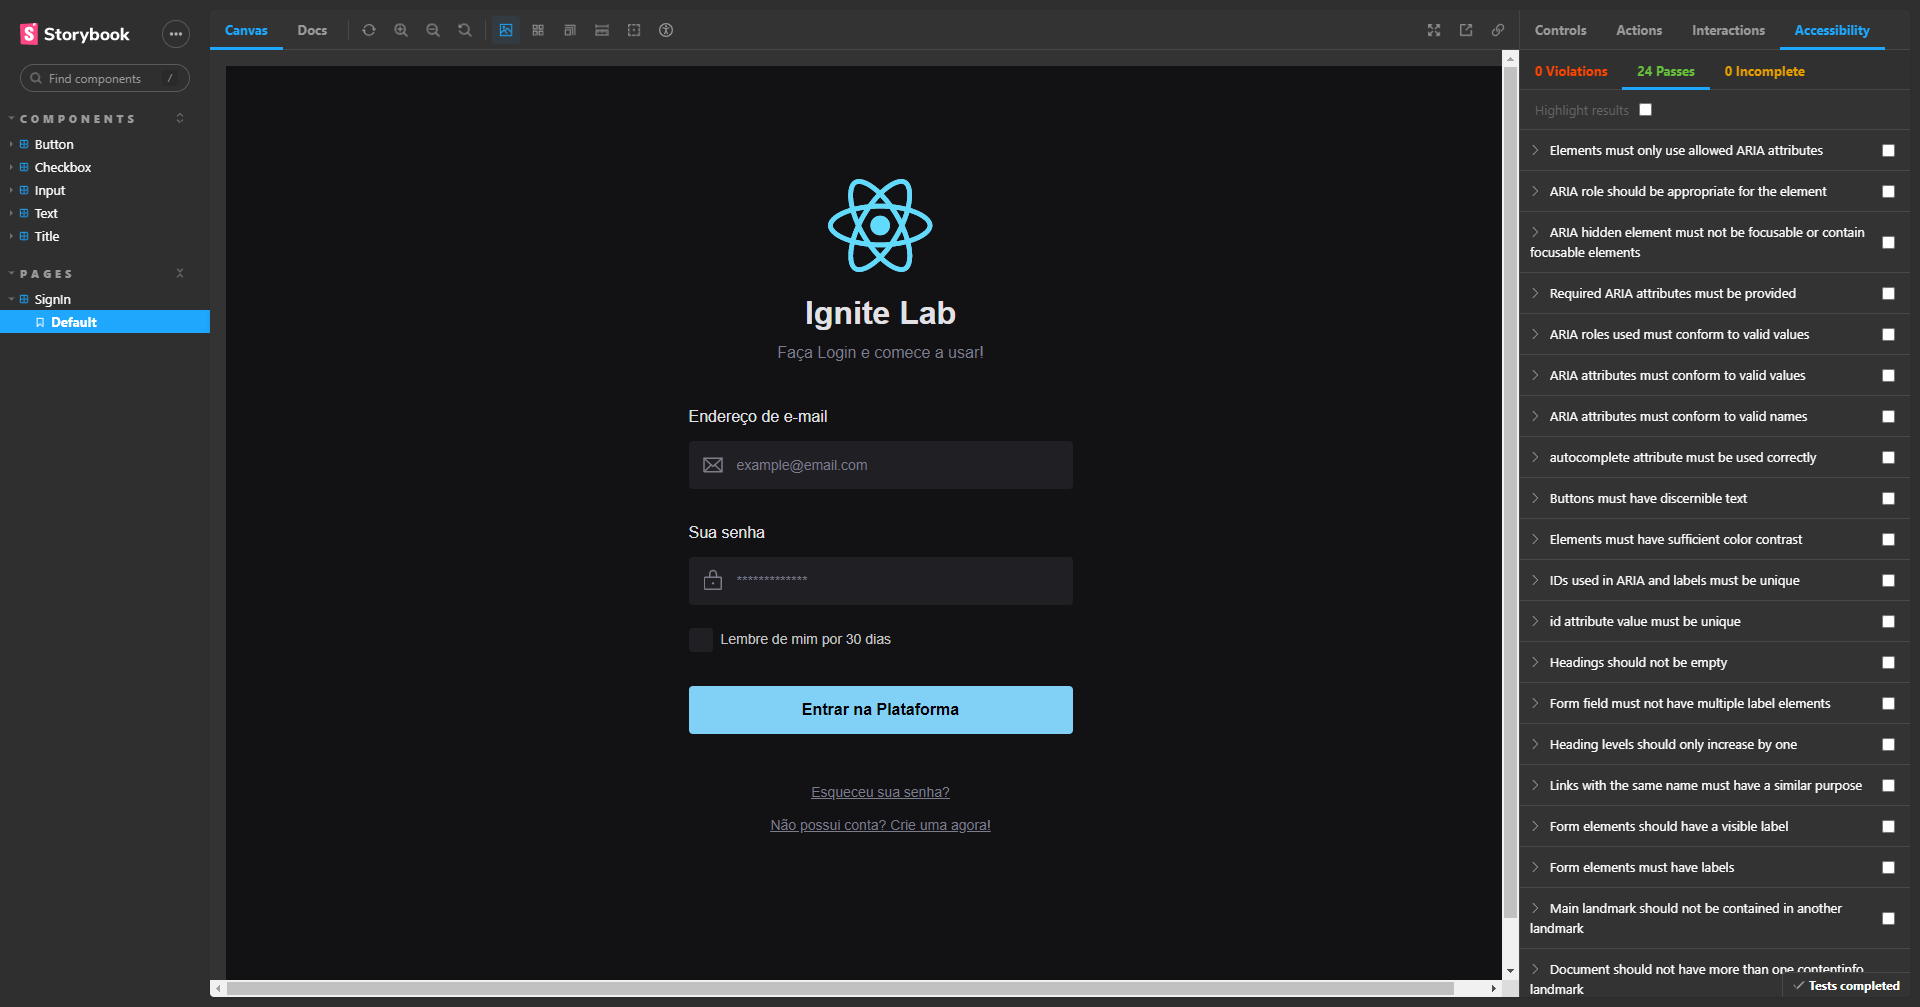 Storybook
Find components
/
COMPONENTS
Button
Checkbox
Input
Text
Title
PAGES
SignIn
Default
Canvas
Docs
Ignite Lab
Faça Login e comece a usar!
Endereço de e-mail
example@email.com
Sua senha
*************
Lembre de mim por 30 dias
Entrar na Plataforma
Esqueceu sua senha?
Não possui conta? Crie uma agora!
Controls
Actions
Interactions
Accessibility
0 Violations
24 Passes
0 Incomplete
Highlight results
Elements must only use allowed ARIA attributes
ARIA role should be appropriate for the element
ARIA hidden element must not be focusable or contain
focusable elements
Required ARIA attributes must be provided
ARIA roles used must conform to valid values
ARIA attributes must conform to valid values
ARIA attributes must conform to valid names
autocomplete attribute must be used correctly
Buttons must have discernible text
Elements must have sufficient color contrast
IDs used in ARIA and labels must be unique
id attribute value must be unique
Headings should not be empty
Form field must not have multiple label elements
Heading levels should only increase by one
Links with the same name must have a similar purpose
Form elements should have a visible label
Form elements must have labels
Main landmark should not be contained in another
landmark
Document should not have more than one contentinfo
landmark
Tests completed